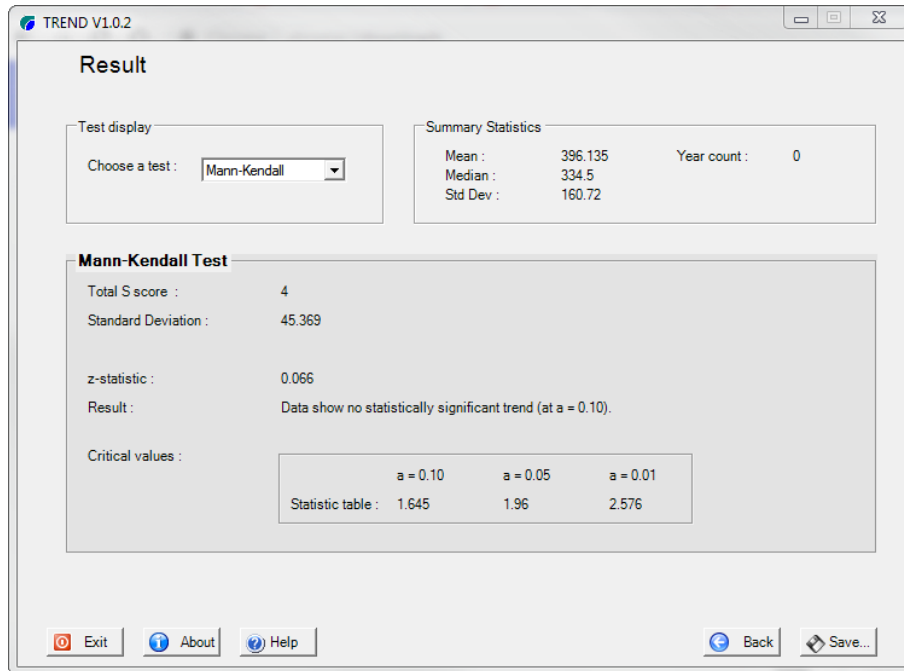 TREND V1.0.2
Result
Test display
Choose a test : Mann-Kendall
Summary Statistics
Mean : 396.135 Year count : 0
Median : 334.5
Std Dev : 160.72
Mann-Kendall Test
Total S score : 4
Standard Deviation : 45.369
z-statistic : 0.066
Result : Data show no statistically significant trend (at a = 0.10).
Critical values :
a = 0.10 a = 0.05 a = 0.01
Statistic table : 1.645 1.96 2.576
Exit About Help Back Save...